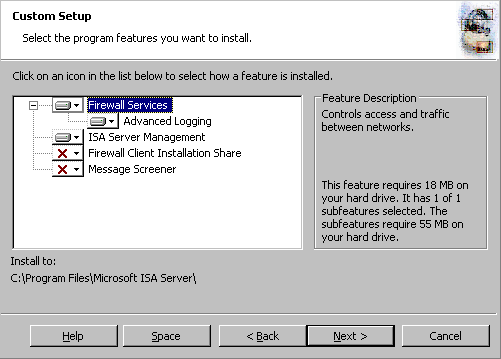 Custom Setup
Select the program features you want to install.
Click on an icon in the list below to select how a feature is installed.
Firewall Services
Advanced Logging
ISA Server Management
Firewall Client Installation Share
Message Screener
Feature Description
Controls access and traffic
between networks.
This feature requires 18 MB on
your hard drive. It has 1 of 1
subfeatures selected. The
subfeatures require 55 MB on
your hard drive.
Install to:
C:\Program Files\Microsoft ISA Server\
Help
Space
< Back
Next >
Cancel